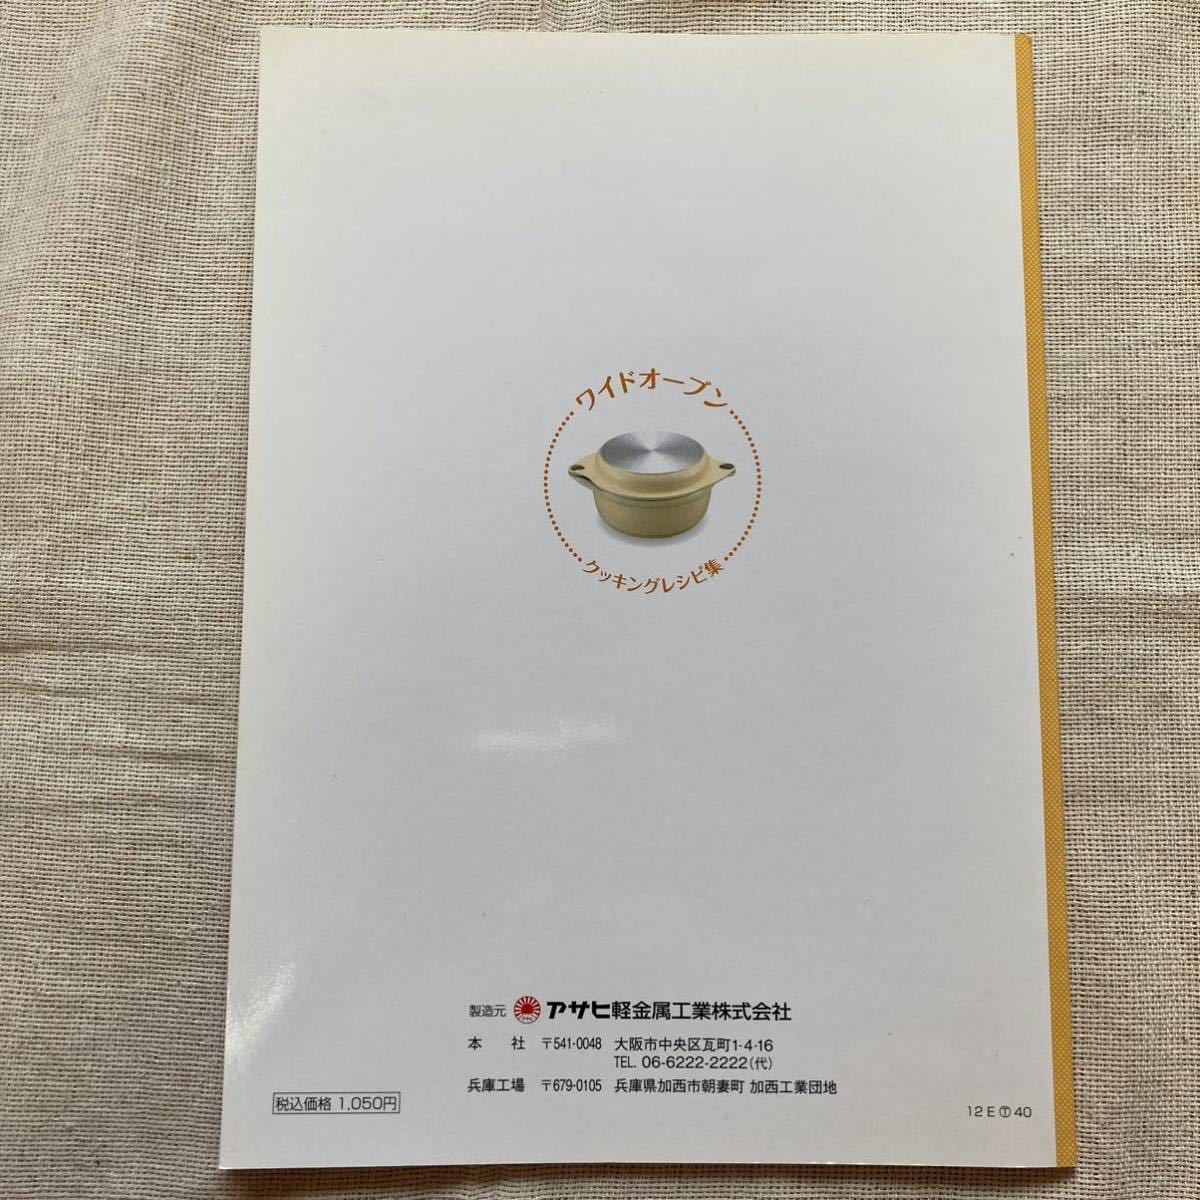 ワイドオーブン
クッキングレシピ集
製造元 アサヒ軽金属工業株式会社
本 社 〒541-0048 大阪市中央区瓦町1-4-16
TEL. 06-6222-2222(代)
兵庫工場 〒679-0105 兵庫県加西市朝妻町 加西工業団地
税込価格 1,050円
12EⓉ40